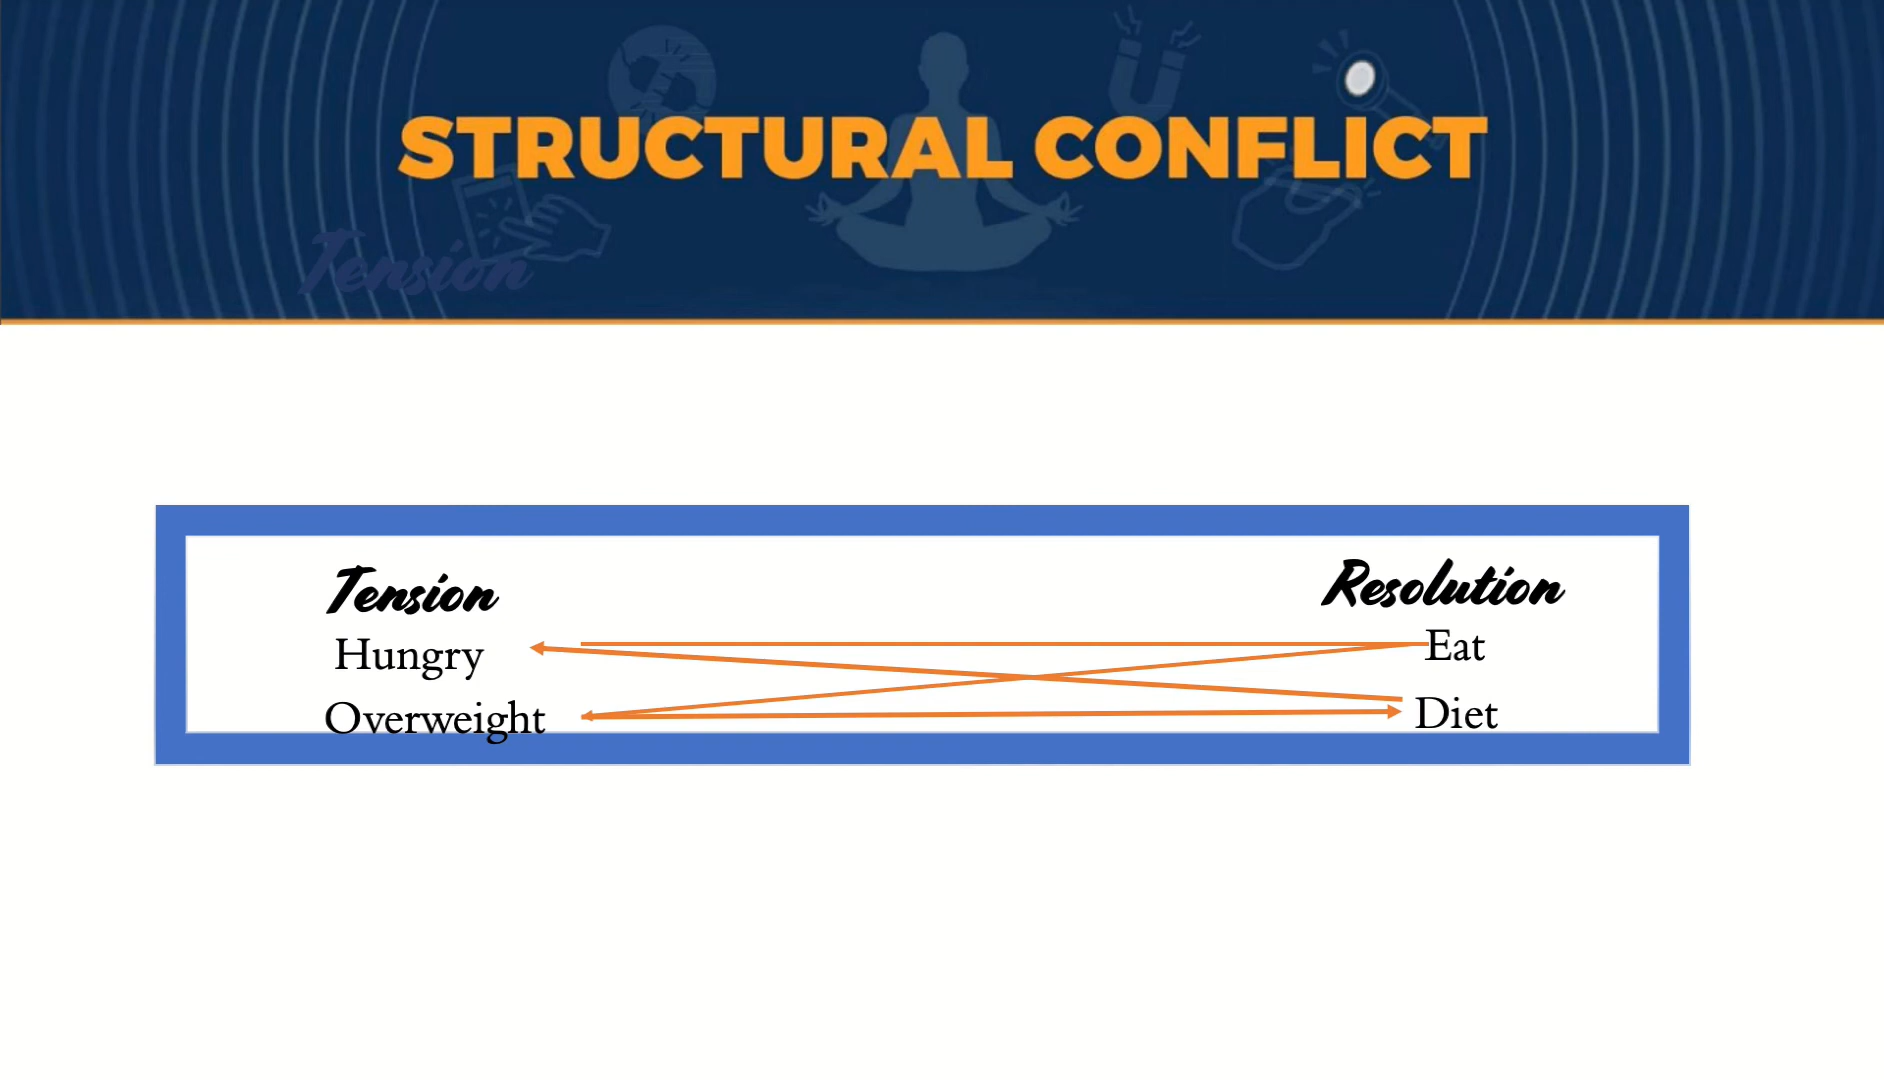 STRUCTURAL CONFLICT
Tension
Tension Resolution
Hungry Eat
Overweight Diet